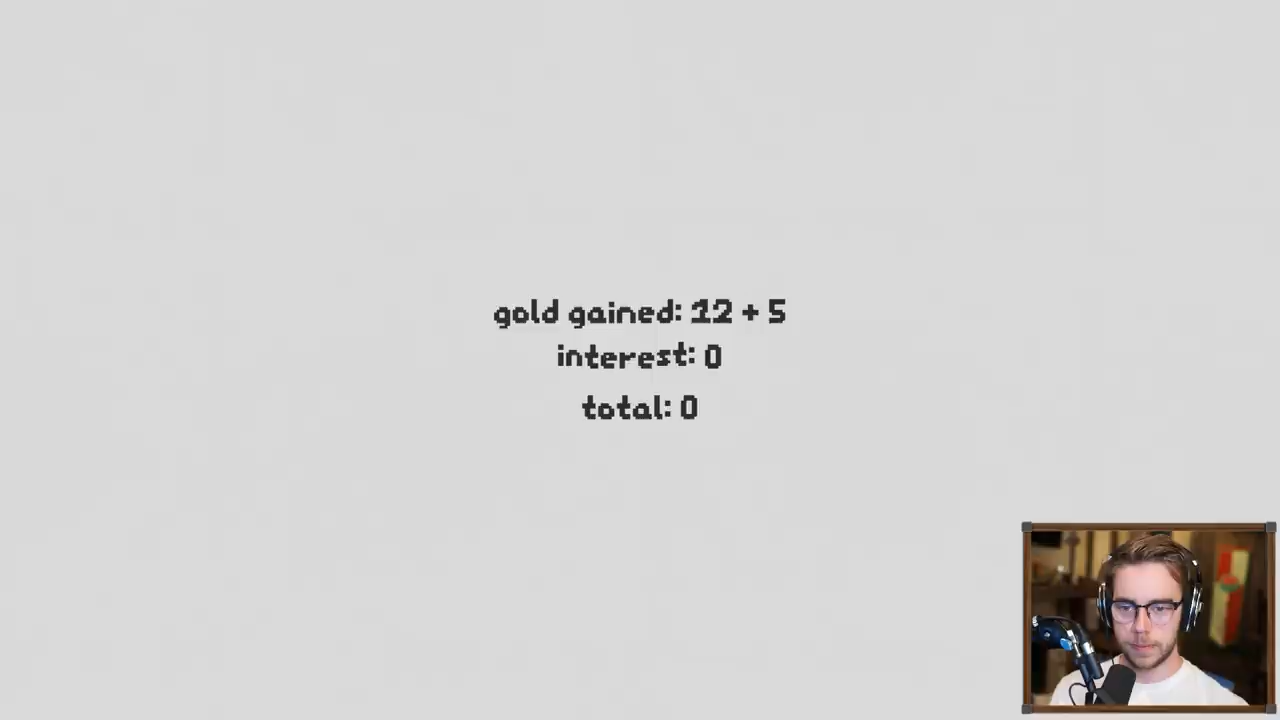 gold gained: 12 + 5
interest: 0
total: 0